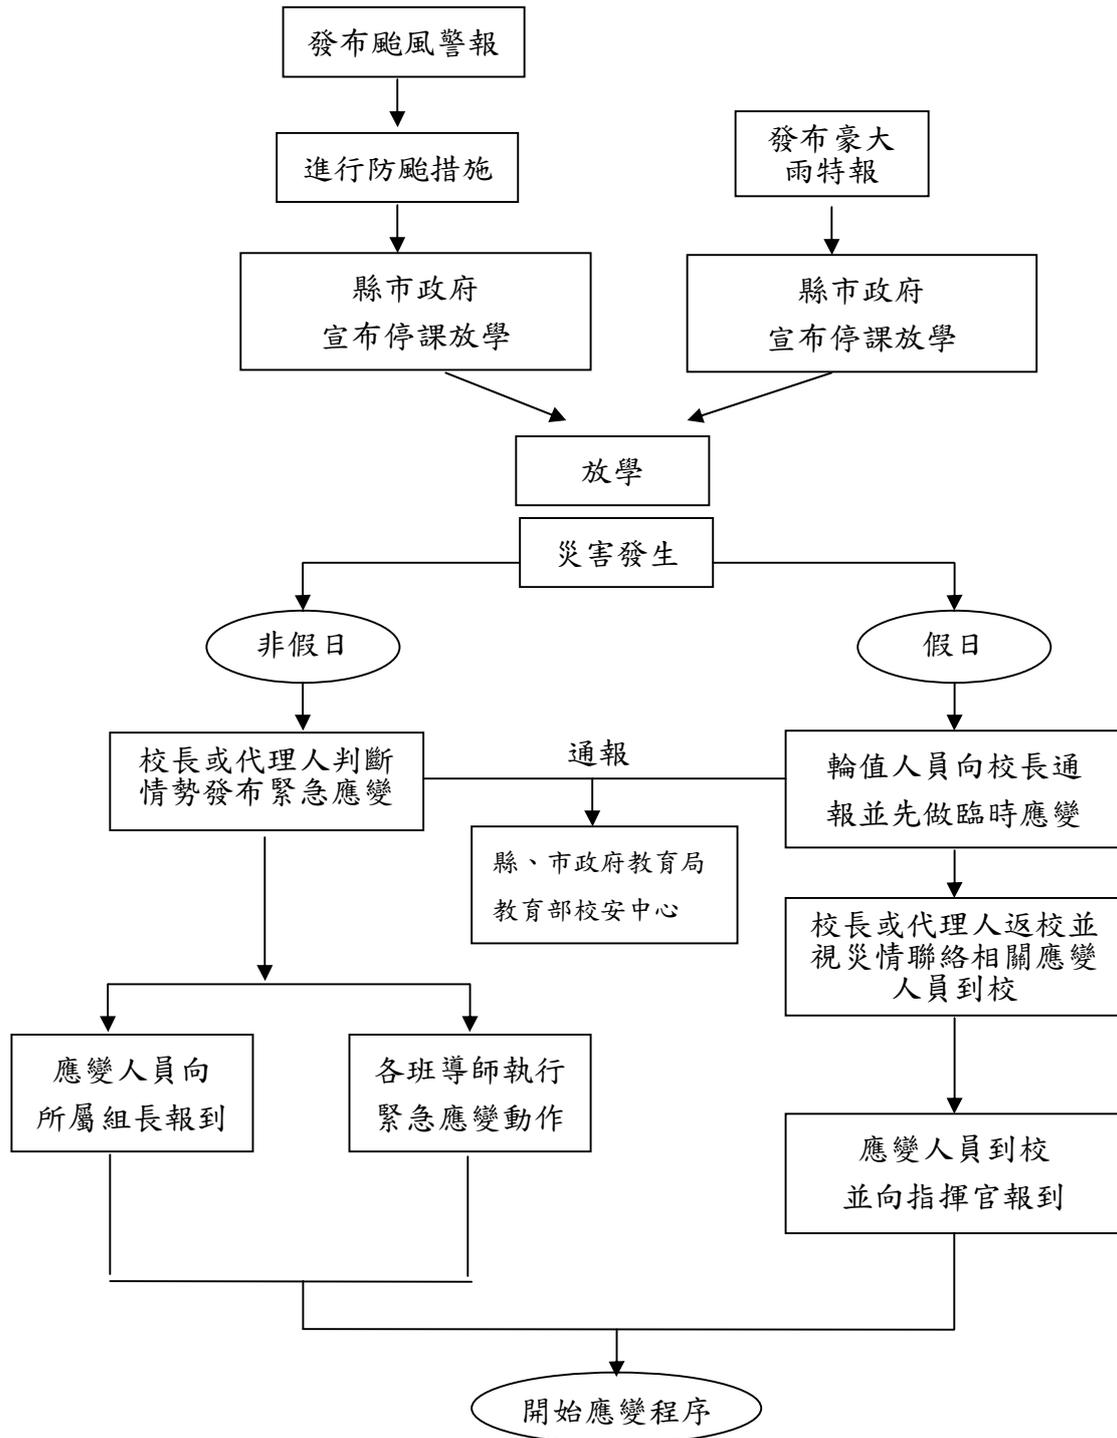 發布颱風警報
進行防颱措施
縣市政府
宣布停課放學
發布豪大
雨特報
縣市政府
宣布停課放學
放學
災害發生
非假日
假日
校長或代理人判斷
情勢發布緊急應變
通報
輪值人員向校長通
報並先做臨時應變
縣、市政府教育局
教育部校安中心
校長或代理人返校並
視災情聯絡相關應變
人員到校
應變人員向
所屬組長報到
各班導師執行
緊急應變動作
應變人員到校
並向指揮官報到
開始應變程序